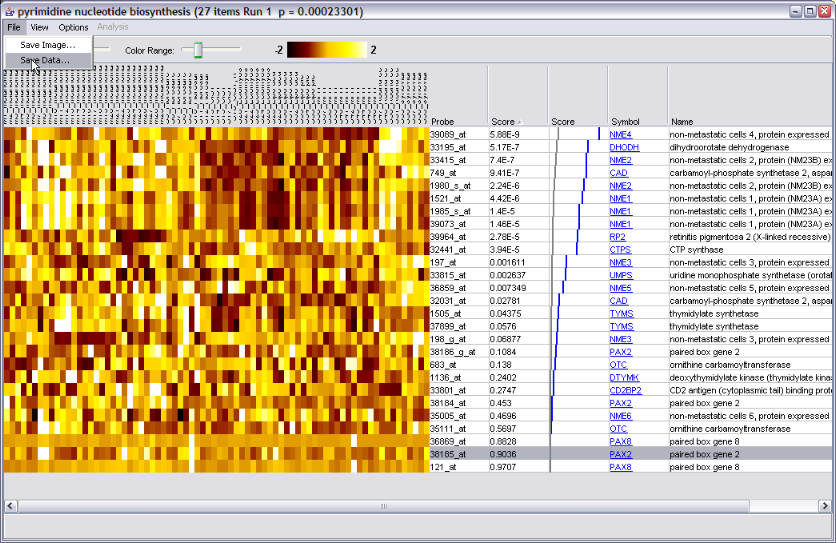 pyrimidine nucleotide biosynthesis (27 items Run 1 p = 0.00023301)
File View Options Analysis
Save Image...
Save Data...
Color Range: -2 2
Probe Score Score Symbol Name
39089_at 5.88E-9 NME4 non-metastatic cells 4, protein expressed
33195_at 5.17E-7 DHODH dihydroorotate dehydrogenase
33415_at 7.4E-7 NME2 non-metastatic cells 2, protein (NM23B) ex
749_at 9.41E-7 CAD carbamoyl-phosphate synthetase 2, aspar
1980_s_at 2.24E-6 NME2 non-metastatic cells 2, protein (NM23B) ex
1521_at 4.42E-6 NME1 non-metastatic cells 1, protein (NM23A) ex
1985_s_at 1.4E-5 NME1 non-metastatic cells 1, protein (NM23A) ex
39073_at 1.46E-5 NME1 non-metastatic cells 1, protein (NM23A) ex
39964_at 2.78E-5 RP2 retinitis pigmentosa 2 (X-linked recessive)
32441_at 3.94E-5 CTPS CTP synthase
197_at 0.001611 NME3 non-metastatic cells 3, protein expressed
33815_at 0.002637 UMPS uridine monophosphate synthetase (orotat
36859_at 0.007349 NME5 non-metastatic cells 5, protein expressed
32031_at 0.02781 CAD carbamoyl-phosphate synthetase 2, aspar
1505_at 0.04375 TYMS thymidylate synthetase
37899_at 0.0576 TYMS thymidylate synthetase
198_g_at 0.06877 NME3 non-metastatic cells 3, protein expressed
38186_g_at 0.1084 PAX2 paired box gene 2
683_at 0.138 OTC ornithine carbamoyltransferase
1136_at 0.2402 DTYMK deoxythymidylate kinase (thymidylate kinas
33801_at 0.2747 CD2BP2 CD2 antigen (cytoplasmic tail) binding prote
38184_at 0.453 PAX2 paired box gene 2
35005_at 0.4696 NME6 non-metastatic cells 6, protein expressed
35111_at 0.5697 OTC ornithine carbamoyltransferase
36869_at 0.8828 PAX8 paired box gene 8
38185_at 0.9036 PAX2 paired box gene 2
121_at 0.9707 PAX8 paired box gene 8